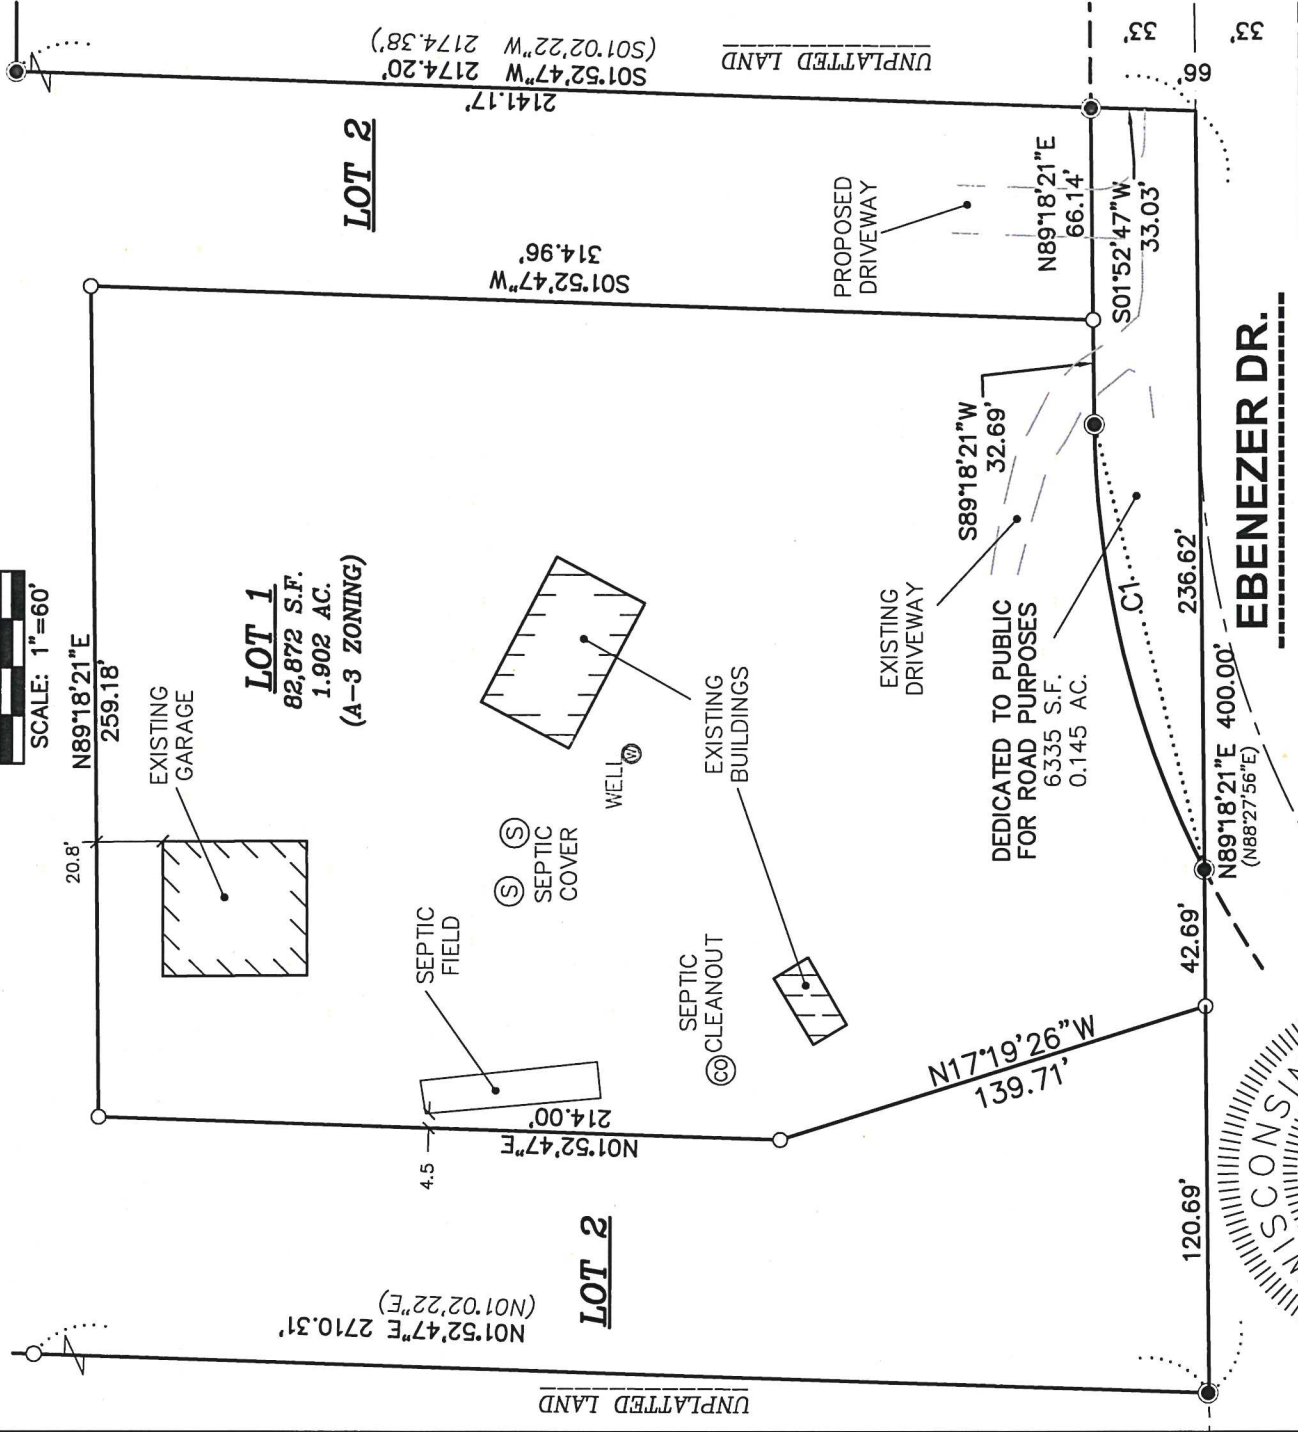 SCALE: 1"=60'
N89°18'21"E
259.18'
20.8'
EXISTING
GARAGE
LOT 1
82,872 S.F.
1.902 AC.
(A-3 ZONING)
SEPTIC
FIELD
S
S
SEPTIC
COVER
WELL
W
EXISTING
BUILDINGS
SEPTIC
CLEANOUT
CO
4.5
N01°52'47"E
214.00'
N17°19'26"W
139.71'
LOT 2
N01°52'47"E 2710.31'
(N01°02'22"E)
UNPLATTED LAND
120.69'
42.69'
N89°18'21"E 400.00'
(N88°27'56"E)
236.62'
C1
DEDICATED TO PUBLIC
FOR ROAD PURPOSES
6335 S.F.
0.145 AC.
EXISTING
DRIVEWAY
S89°18'21"W
32.69'
S01°52'47"W
314.96'
LOT 2
PROPOSED
DRIVEWAY
N89°18'21"E
66.14'
S01°52'47"W
33.03'
2141.17'
S01°52'47"W 2174.20'
(S01°02'22"W 2174.38')
UNPLATTED LAND
33'
33'
66'
EBENEZER DR.